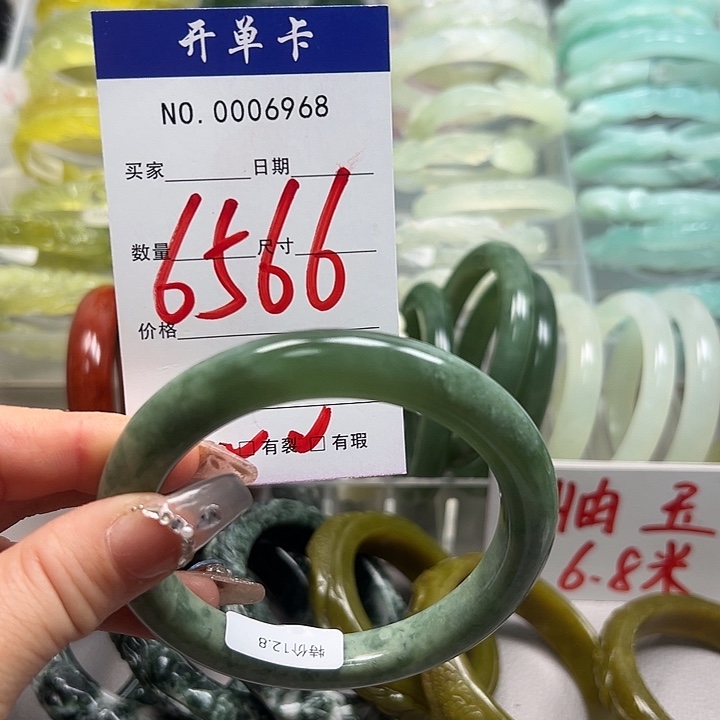 开单卡
NO.0006968
买家 日期
6566
数量 尺寸
价格
有裂 有瑕
油玉
6.8米
特价12.8